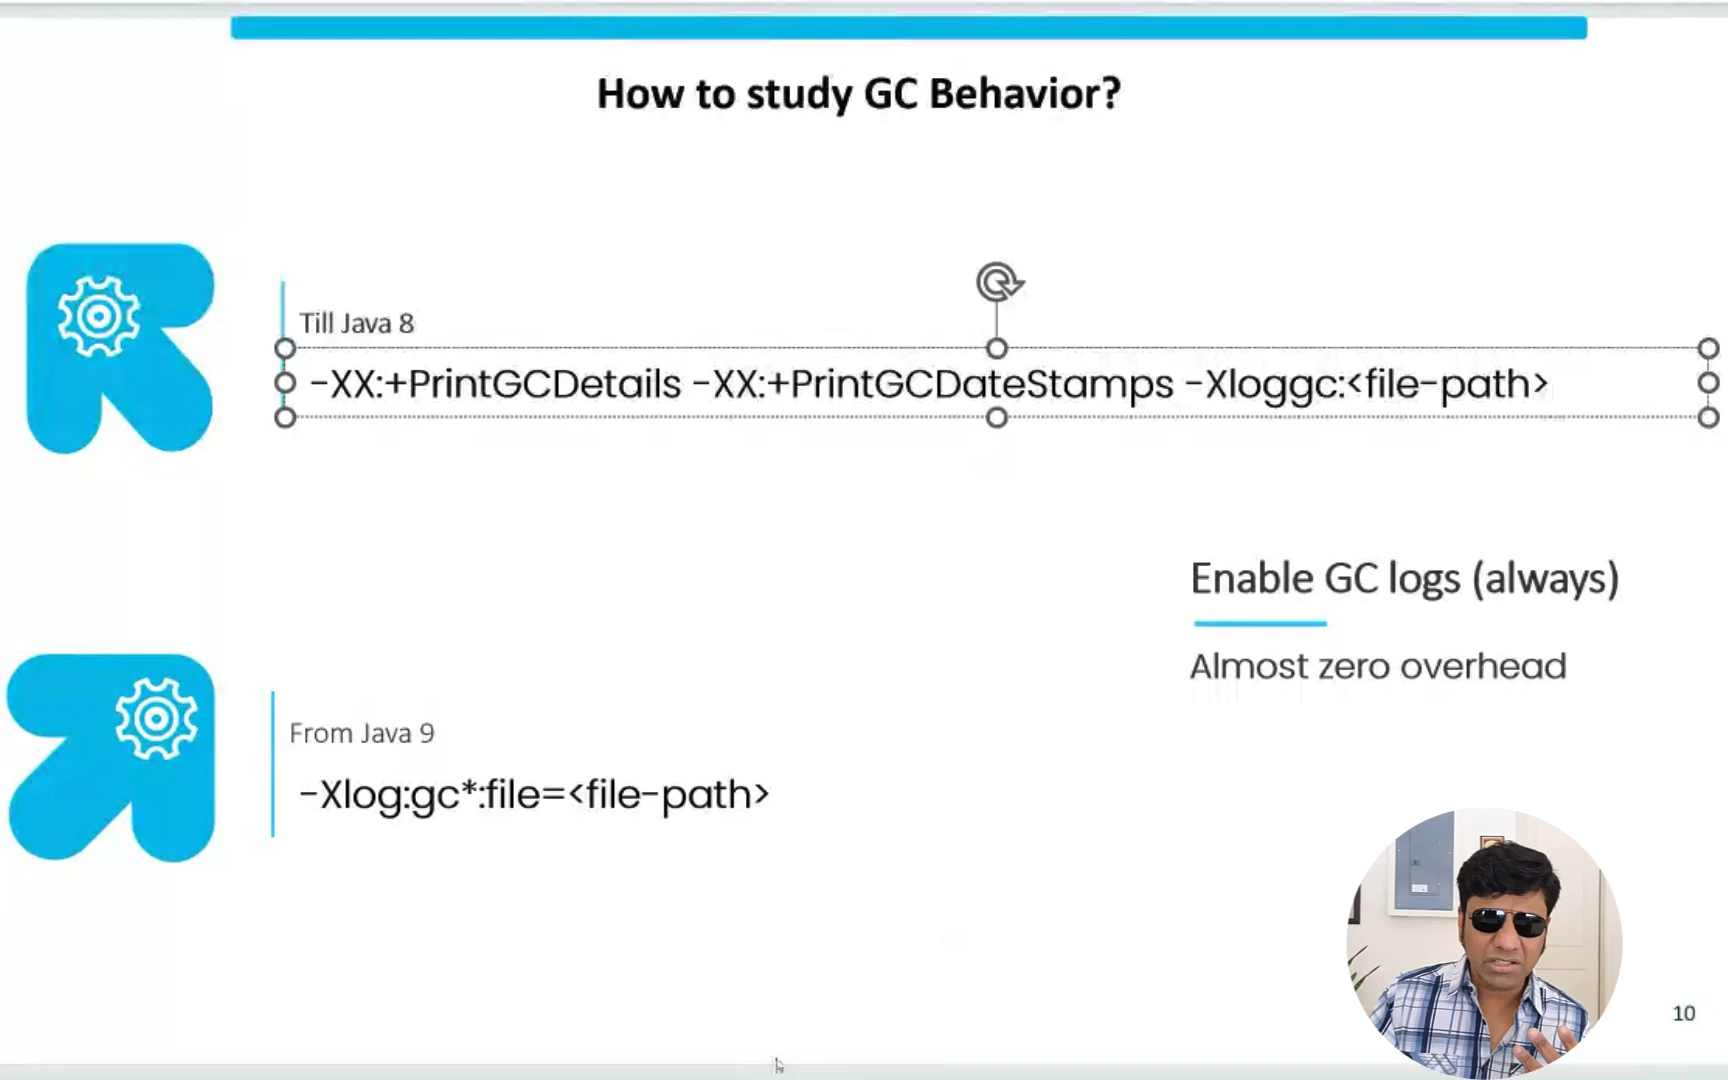 How to study GC Behavior?
Till Java 8
-XX:+PrintGCDetails -XX:+PrintGCDateStamps -Xloggc:<file-path>
Enable GC logs (always)
Almost zero overhead
From Java 9
-Xlog:gc*:file=<file-path>
10